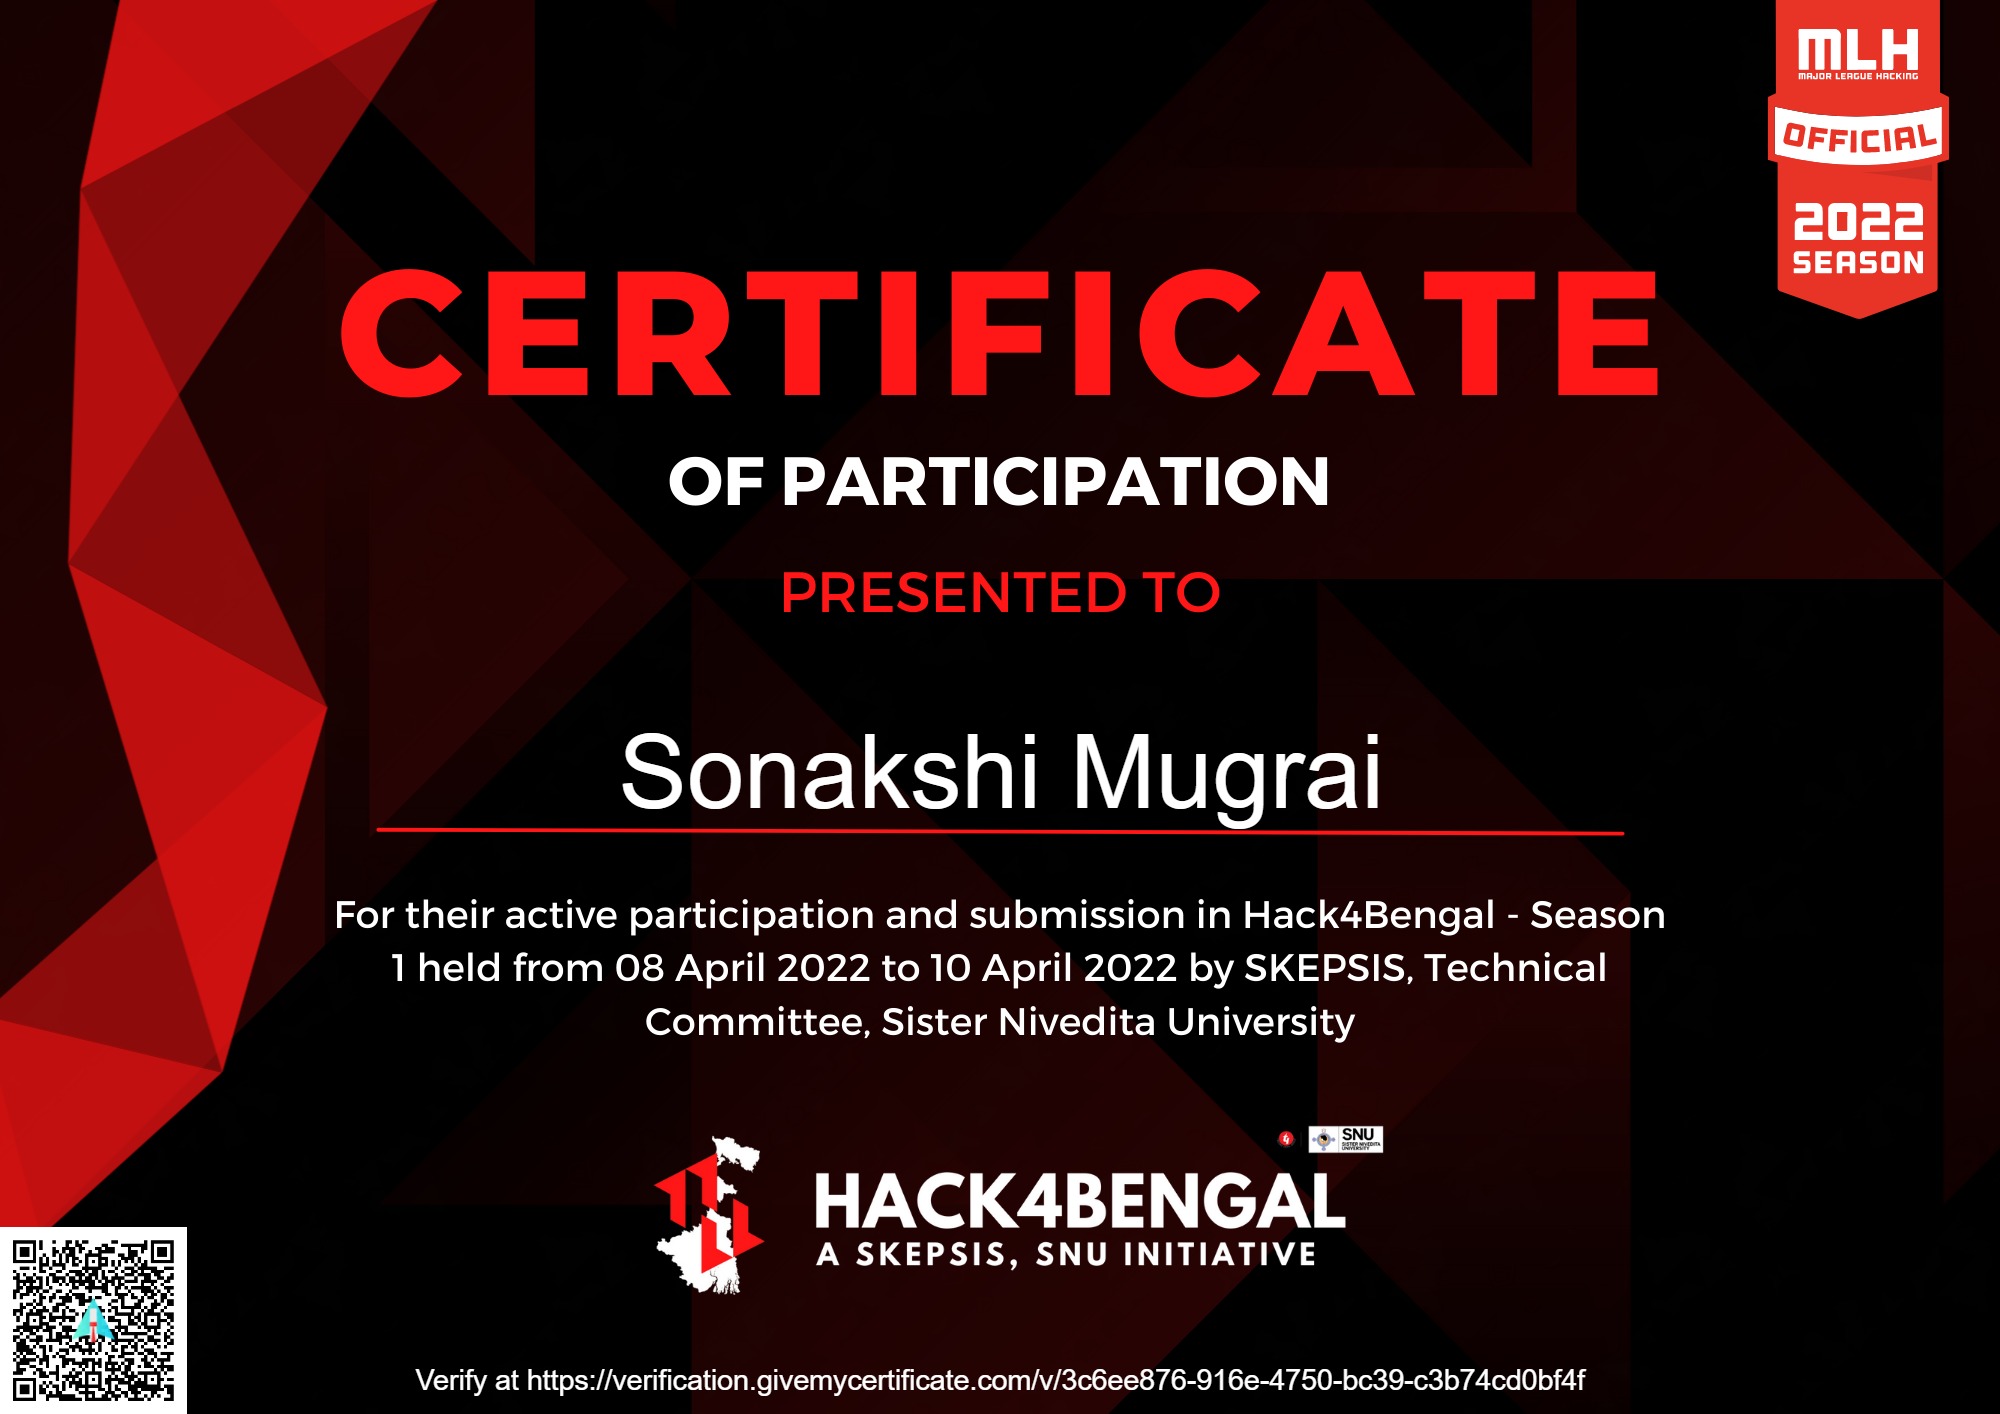 MLH
MAJOR LEAGUE HACKING
OFFICIAL
2022
SEASON
CERTIFICATE
OF PARTICIPATION
PRESENTED TO
Sonakshi Mugrai
For their active participation and submission in Hack4Bengal - Season
1 held from 08 April 2022 to 10 April 2022 by SKEPSIS, Technical
Committee, Sister Nivedita University
SNU
SISTER NIVEDITA
UNIVERSITY
HACK4BENGAL
A SKEPSIS, SNU INITIATIVE
Verify at https://verification.givemycertificate.com/v/3c6ee876-916e-4750-bc39-c3b74cd0bf4f